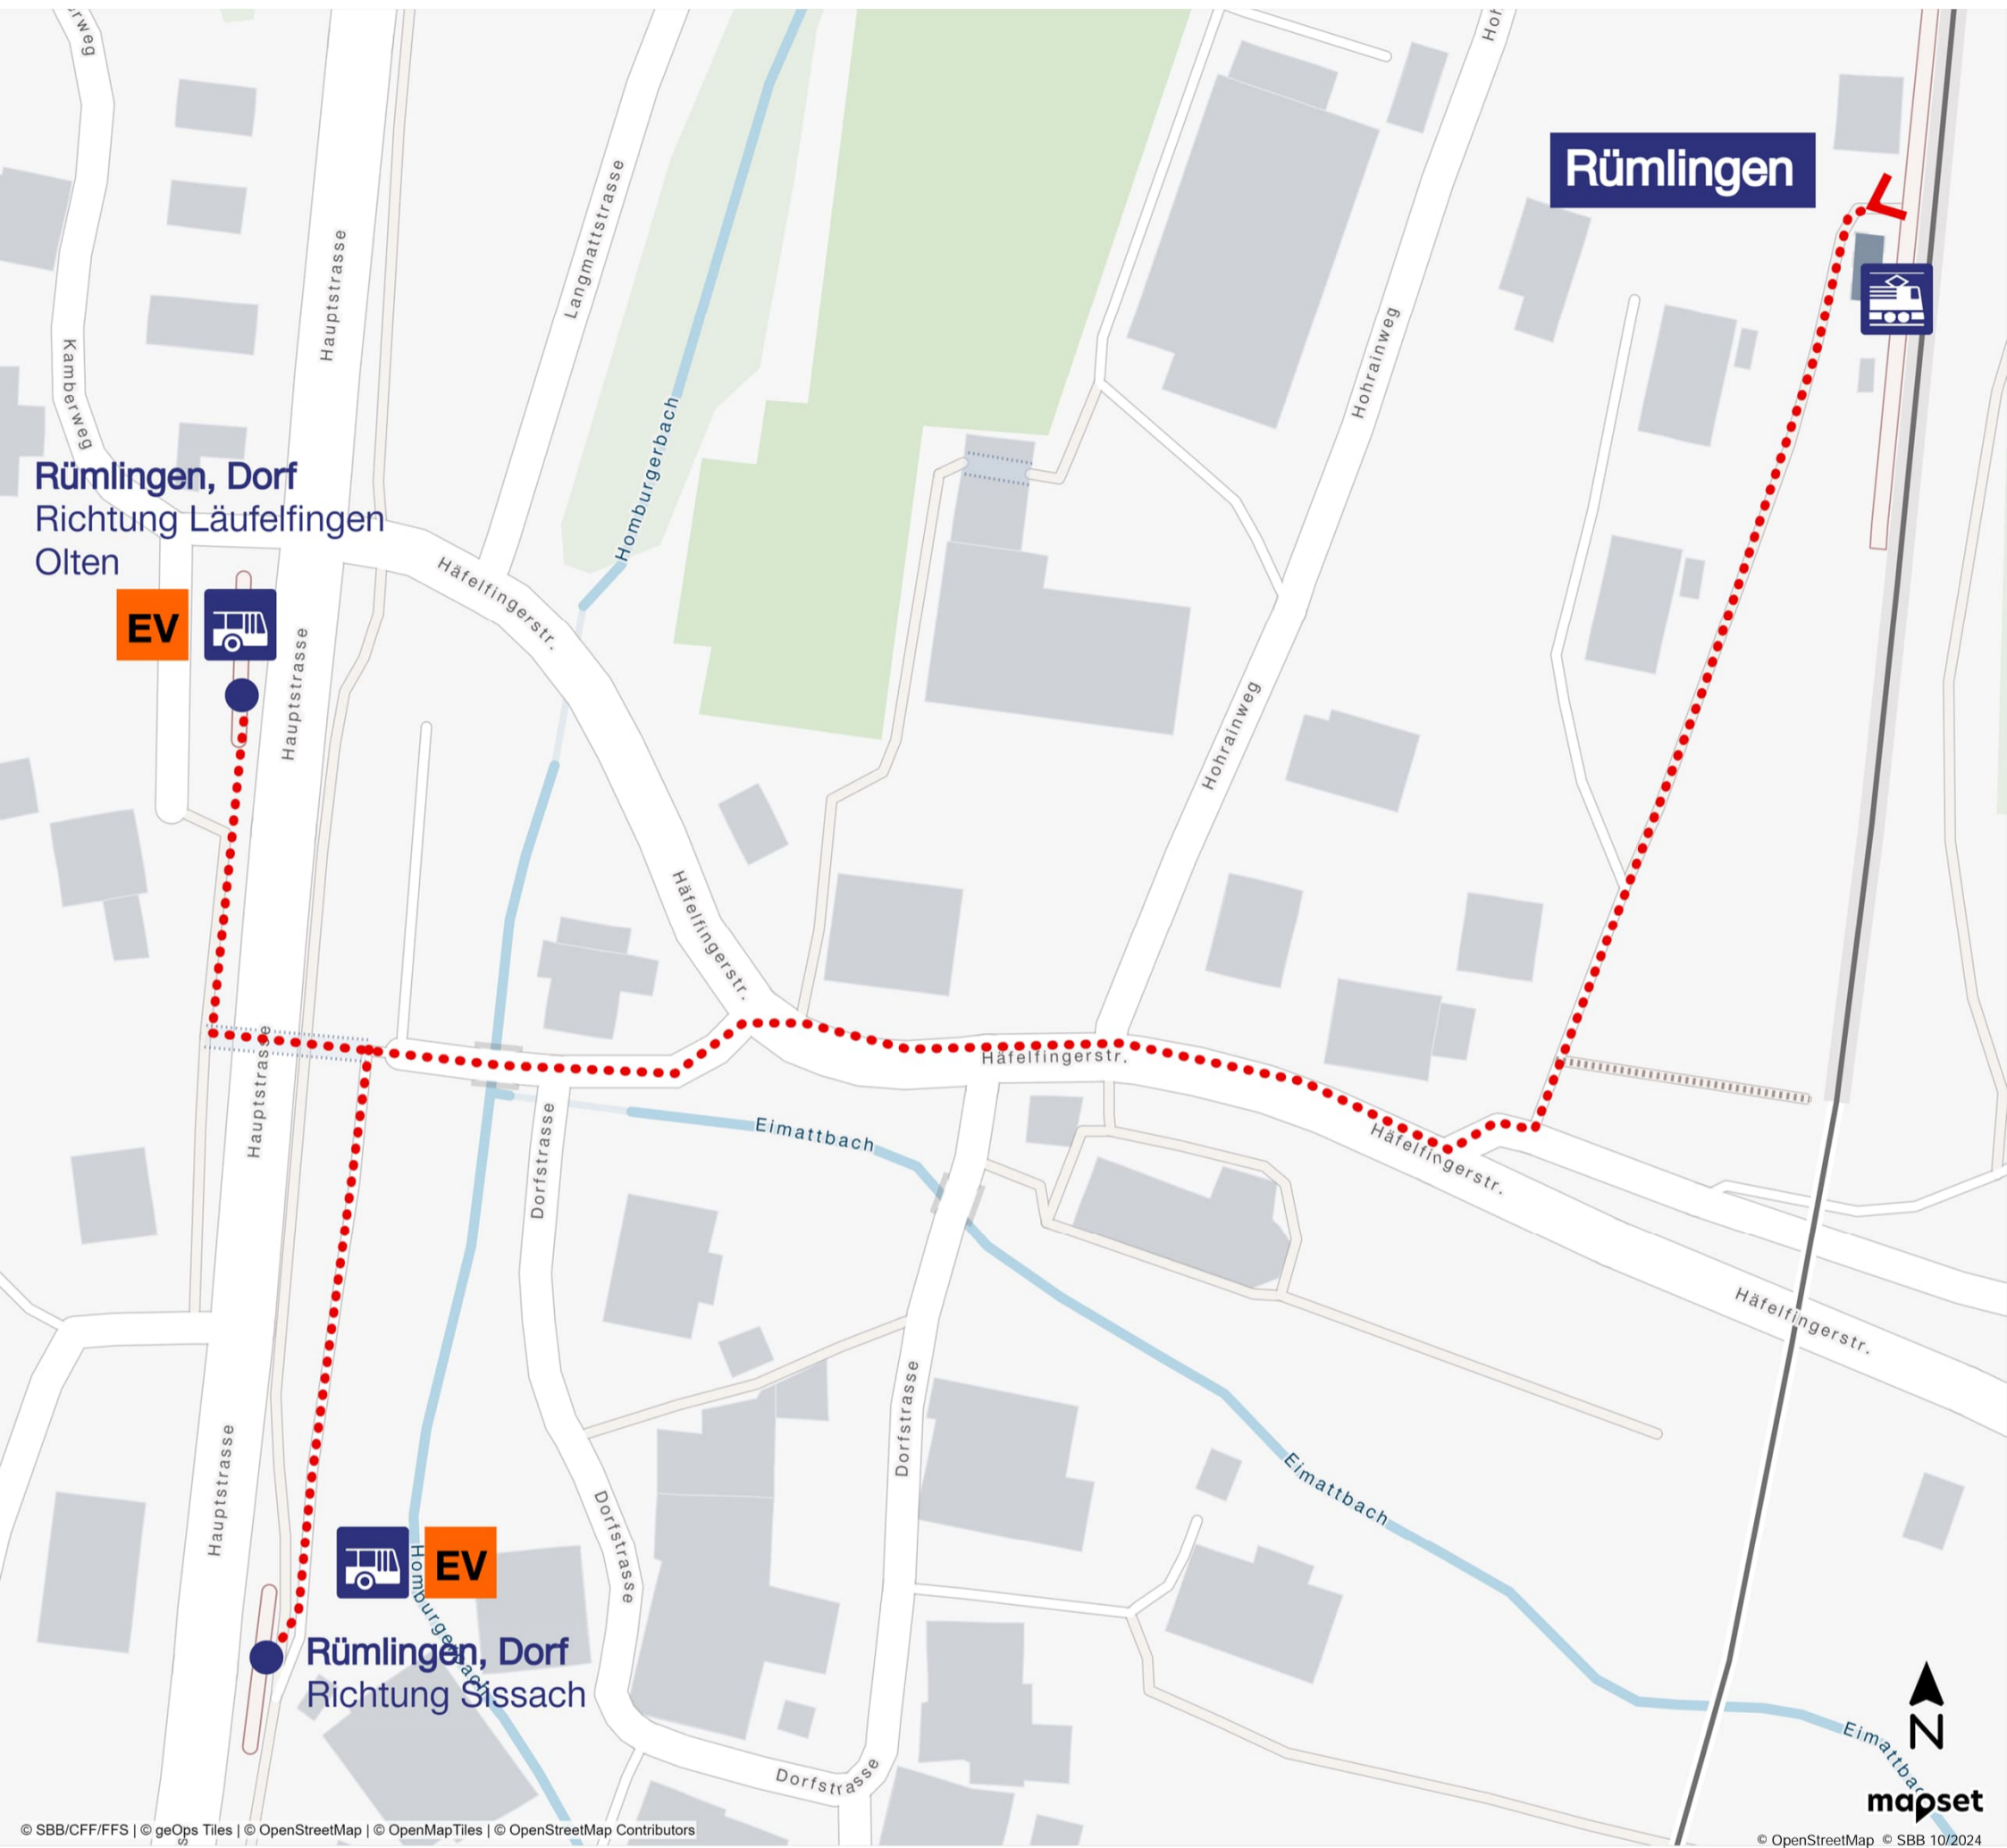 rweg
Hauptstrasse
Langmattstrasse
Hohrainweg
Rümlingen
Kamberweg
Homburgerbach
Rümlingen, Dorf
Richtung Läufelfingen
Olten
EV
Häfelfingerstr.
Hauptstrasse
Hohrainweg
Häfelfingerstr.
Häfelfingerstr.
Hauptstrasse
Dorfstrasse
Eimattbach
Häfelfingerstr.
Häfelfingerstr.
Dorfstrasse
Hauptstrasse
Eimattbach
Dorfstrasse
EV
Homburgerbach
Rümlingen, Dorf
Richtung Sissach
Dorfstrasse
Eimattbac
N
mapset
© SBB/CFF/FFS | © geOps Tiles | © OpenStreetMap | © OpenMapTiles | © OpenStreetMap Contributors
© OpenStreetMap © SBB 10/2024